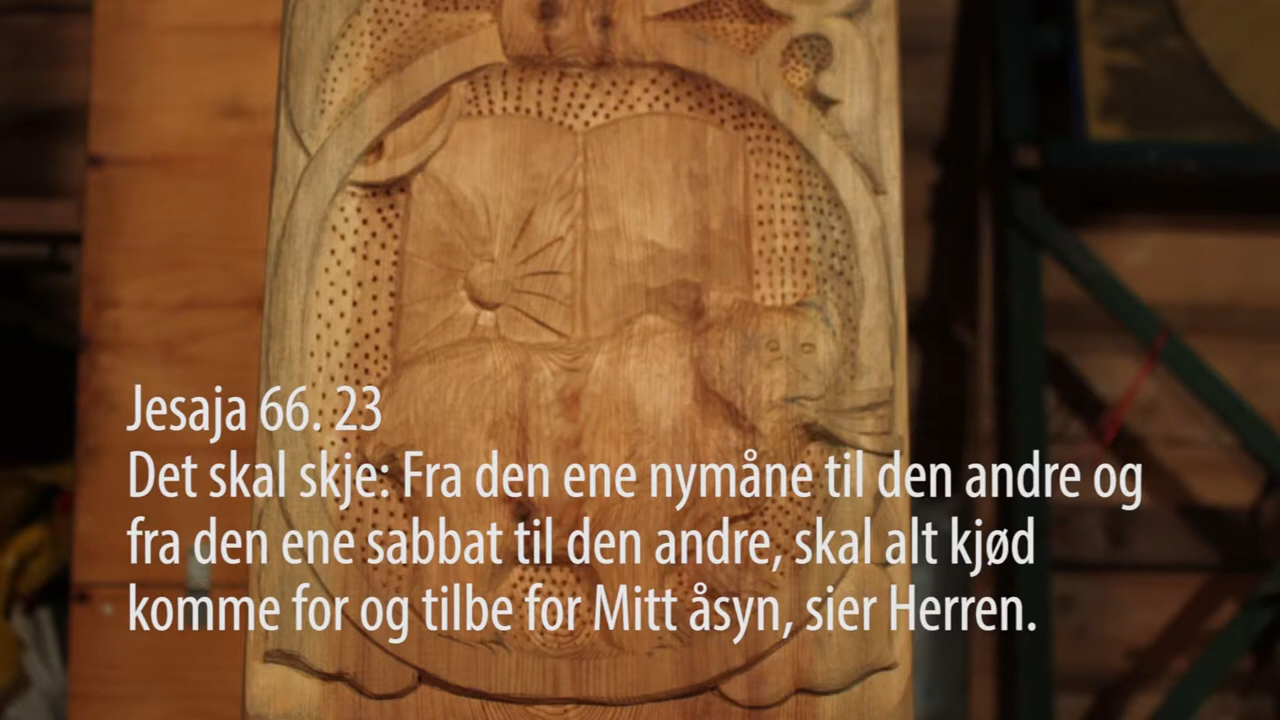 Jesaja 66. 23
Det skal skje: Fra den ene nymåne til den andre og
fra den ene sabbat til den andre, skal alt kjød
komme for og tilbe for Mitt åsyn, sier Herren.